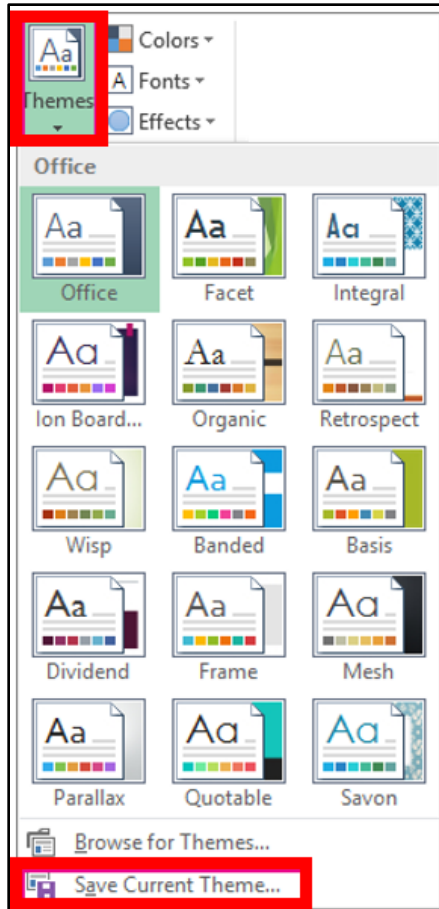 Aa
Colors
Fonts
A
Themes
Effects
Office
Aa Aa Aa
Office Facet Integral
Aa Aa Aa
Ion Board... Organic Retrospect
Aa Aa Aa
Wisp Banded Basis
Aa Aa Aa
Dividend Frame Mesh
Aa Aa Aa
Parallax Quotable Savon
Browse for Themes...
Save Current Theme...